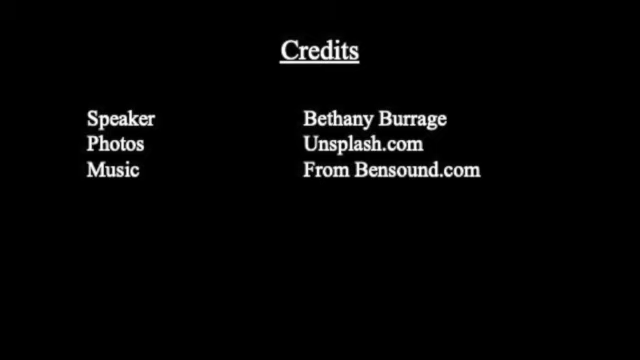 Credits
Speaker Bethany Burrage
Photos Unsplash.com
Music From Bensound.com